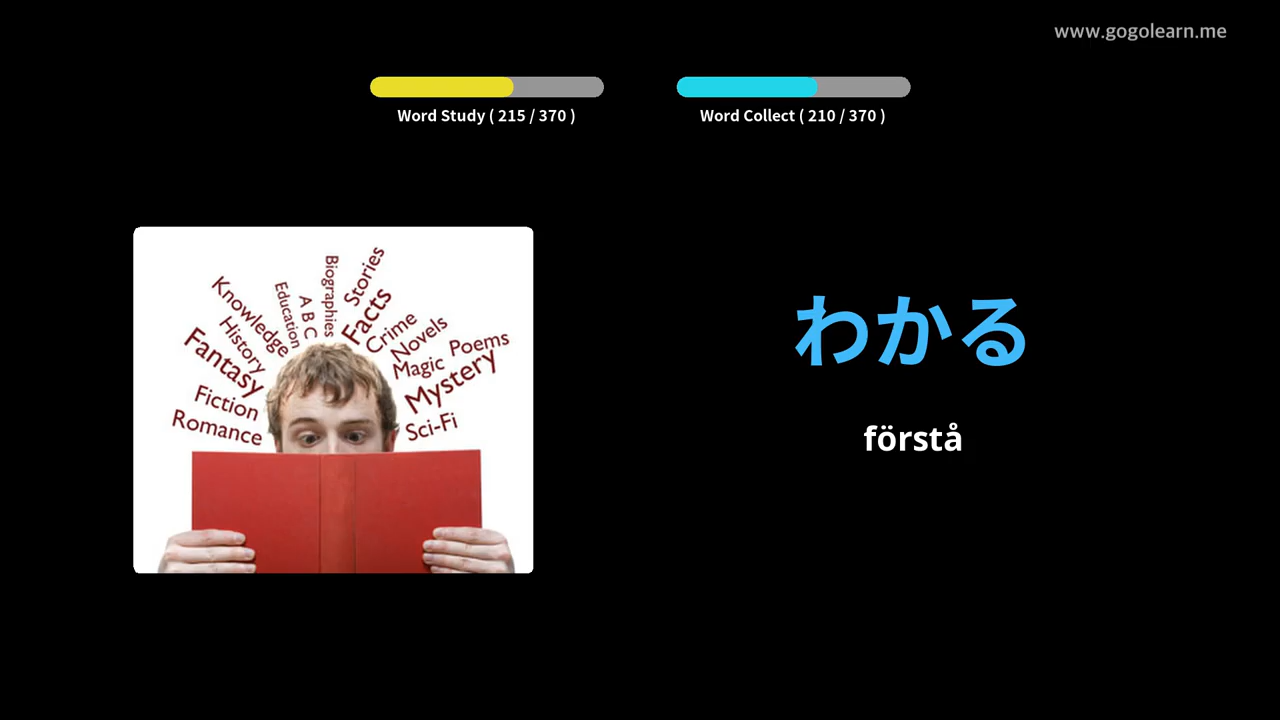 www.gogolearn.me
Word Study ( 215 / 370 )
Word Collect ( 210 / 370 )
わかる
förstå
Biographies
Stories
Education
A B C
Facts
Knowledge
History
Crime
Novels
Poems
Fantasy
Magic
Mystery
Fiction
Romance
Sci-Fi